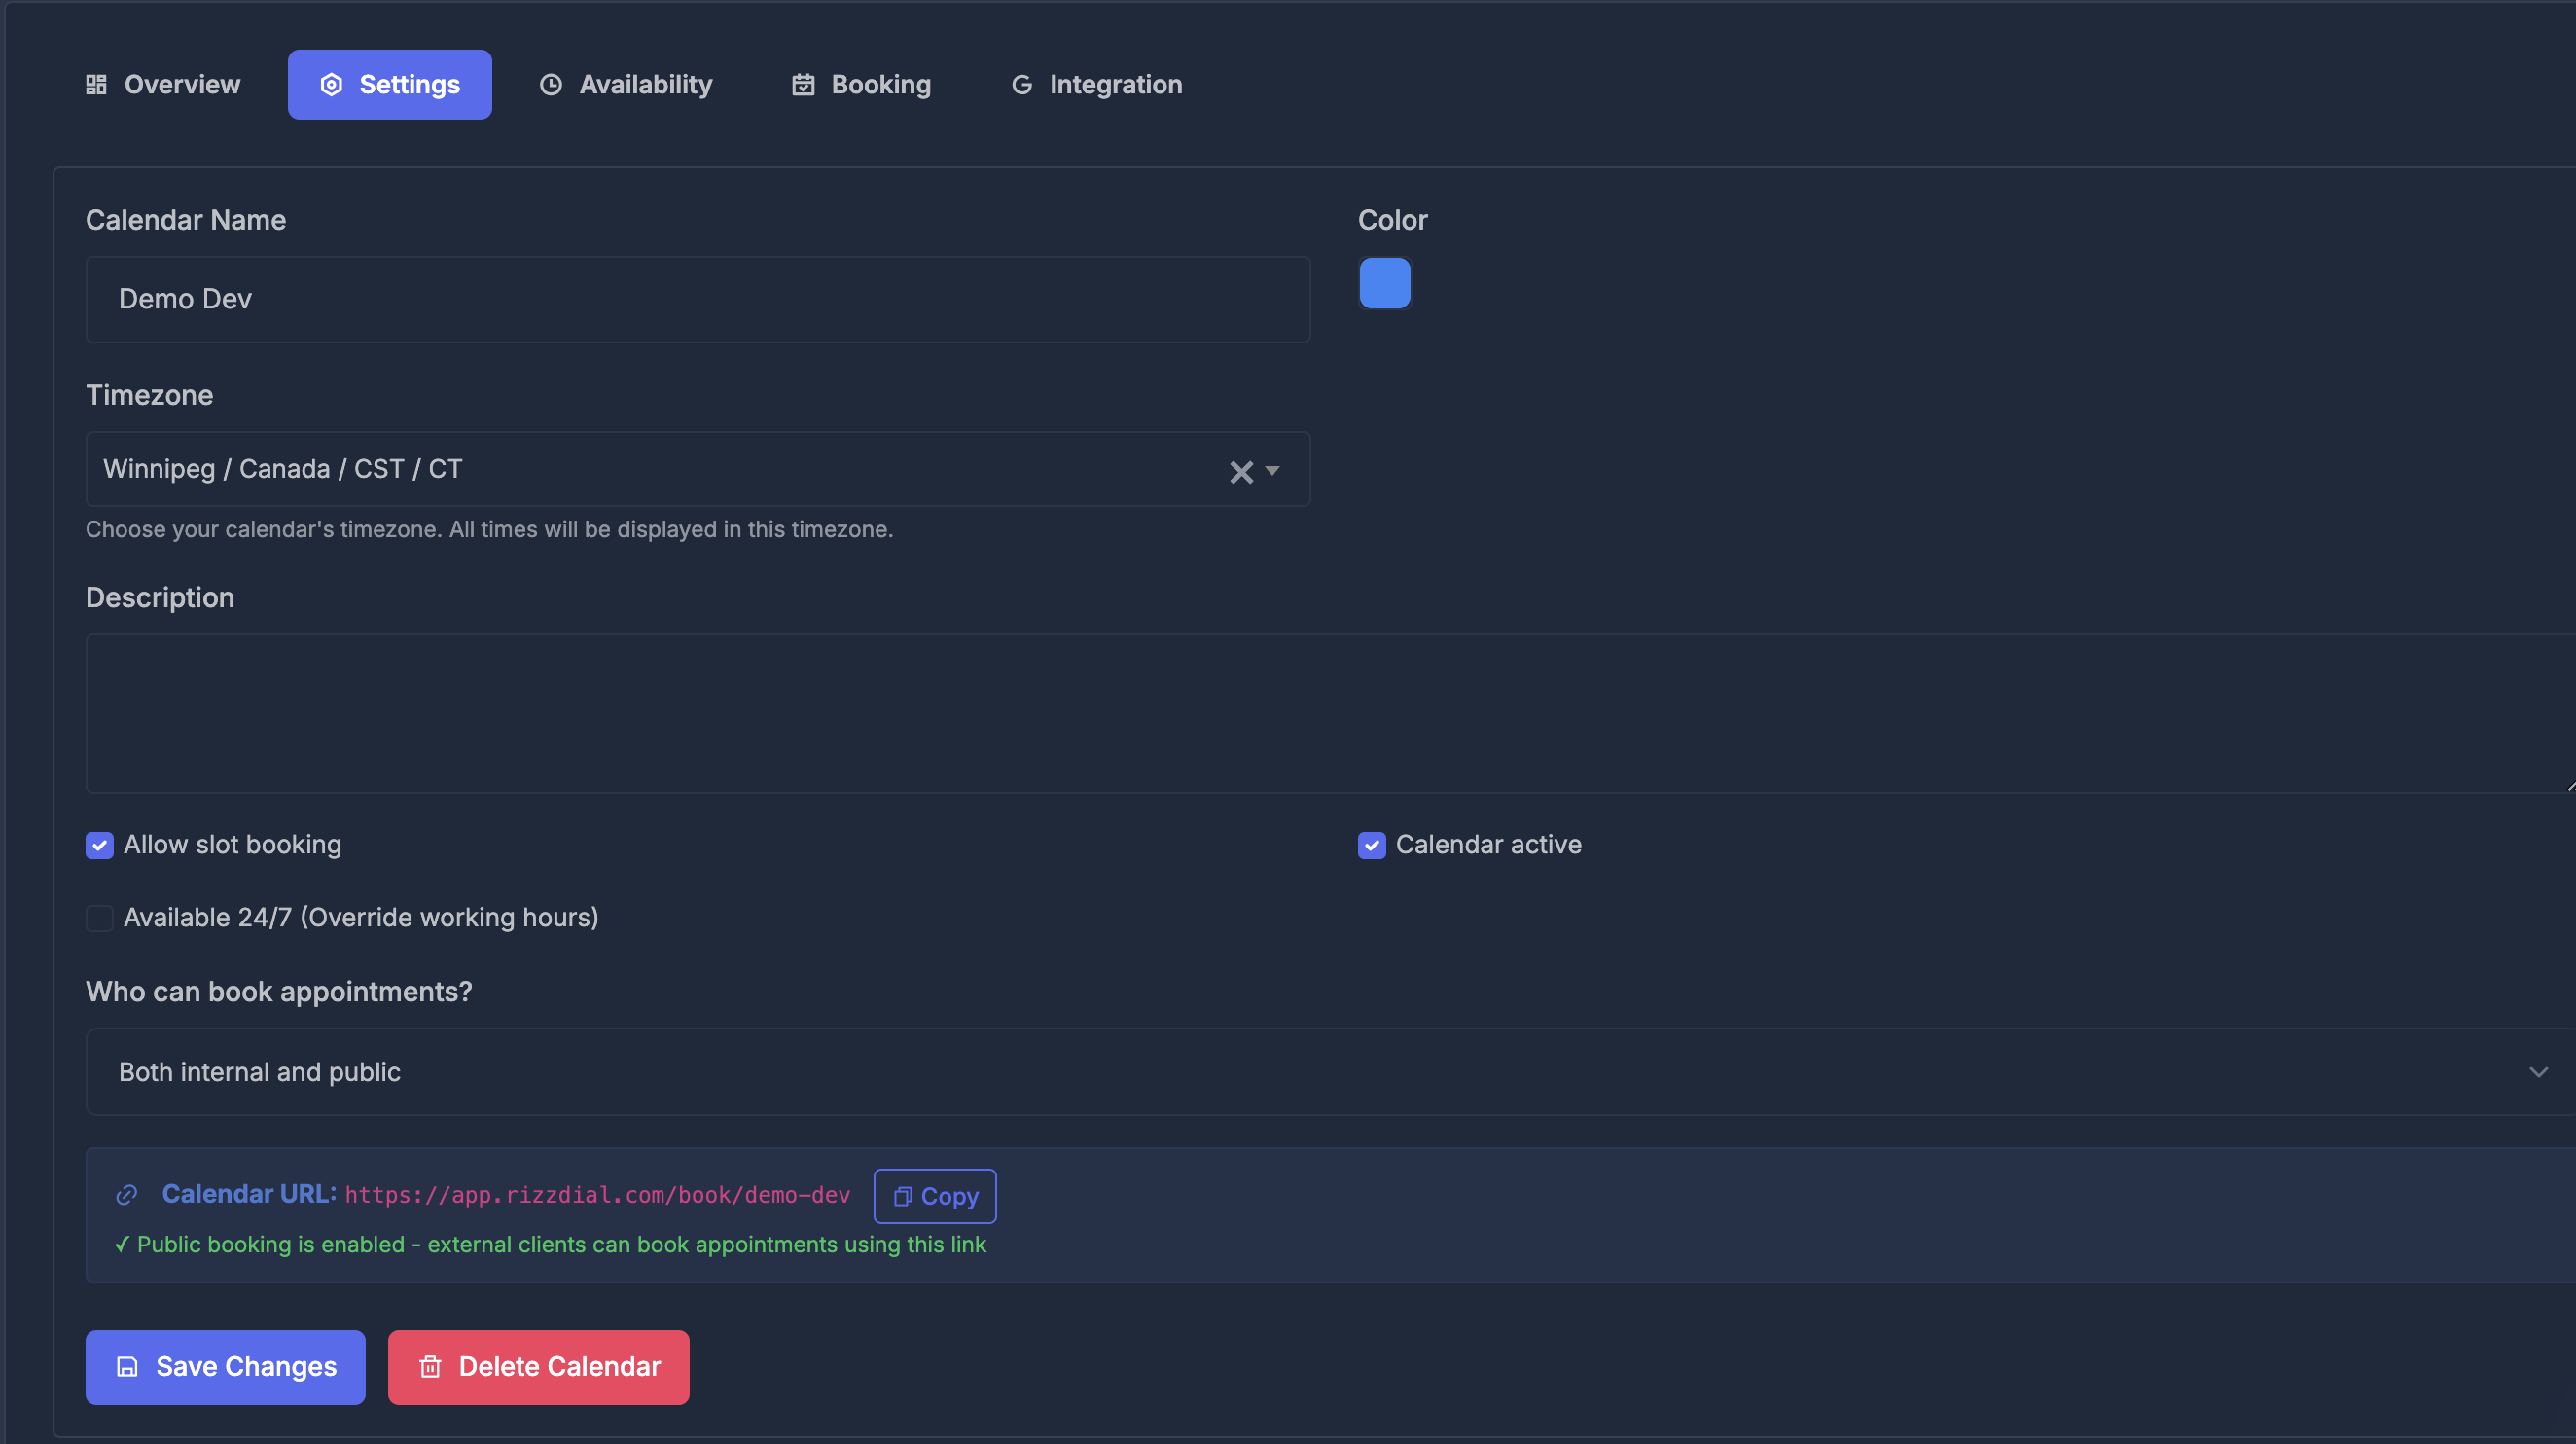 Overview Settings Availability Booking Integration
Calendar Name
Color
Demo Dev
Timezone
Winnipeg / Canada / CST / CT
Choose your calendar's timezone. All times will be displayed in this timezone.
Description
Allow slot booking
Calendar active
Available 24/7 (Override working hours)
Who can book appointments?
Both internal and public
Calendar URL: https://app.rizzdial.com/book/demo-dev Copy
✓ Public booking is enabled - external clients can book appointments using this link
Save Changes Delete Calendar